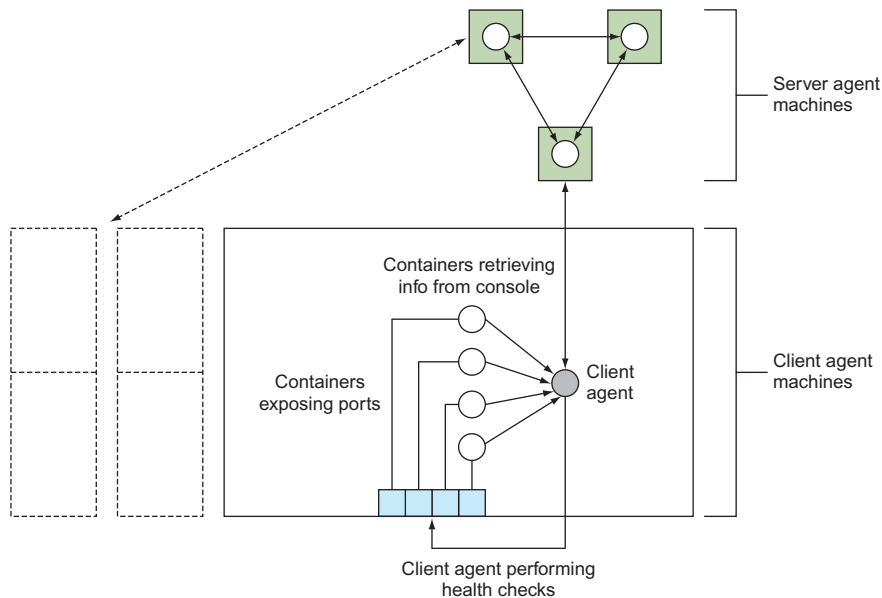 Server agent
machines
Containers retrieving
info from console
Containers
exposing ports
Client
agent
Client agent
machines
Client agent performing
health checks